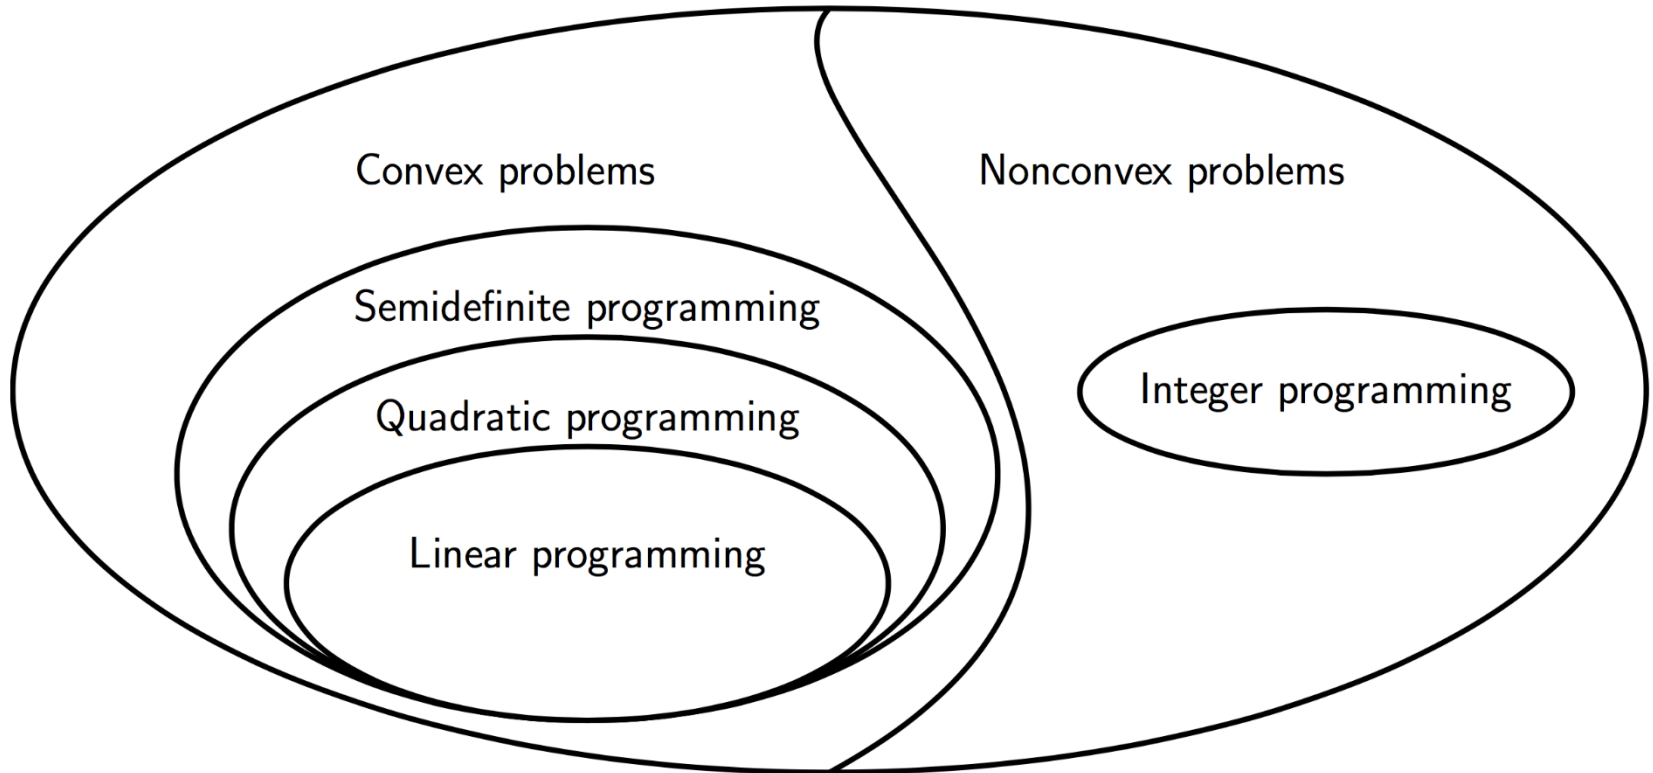 Convex problems
Nonconvex problems
Semidefinite programming
Quadratic programming
Integer programming
Linear programming